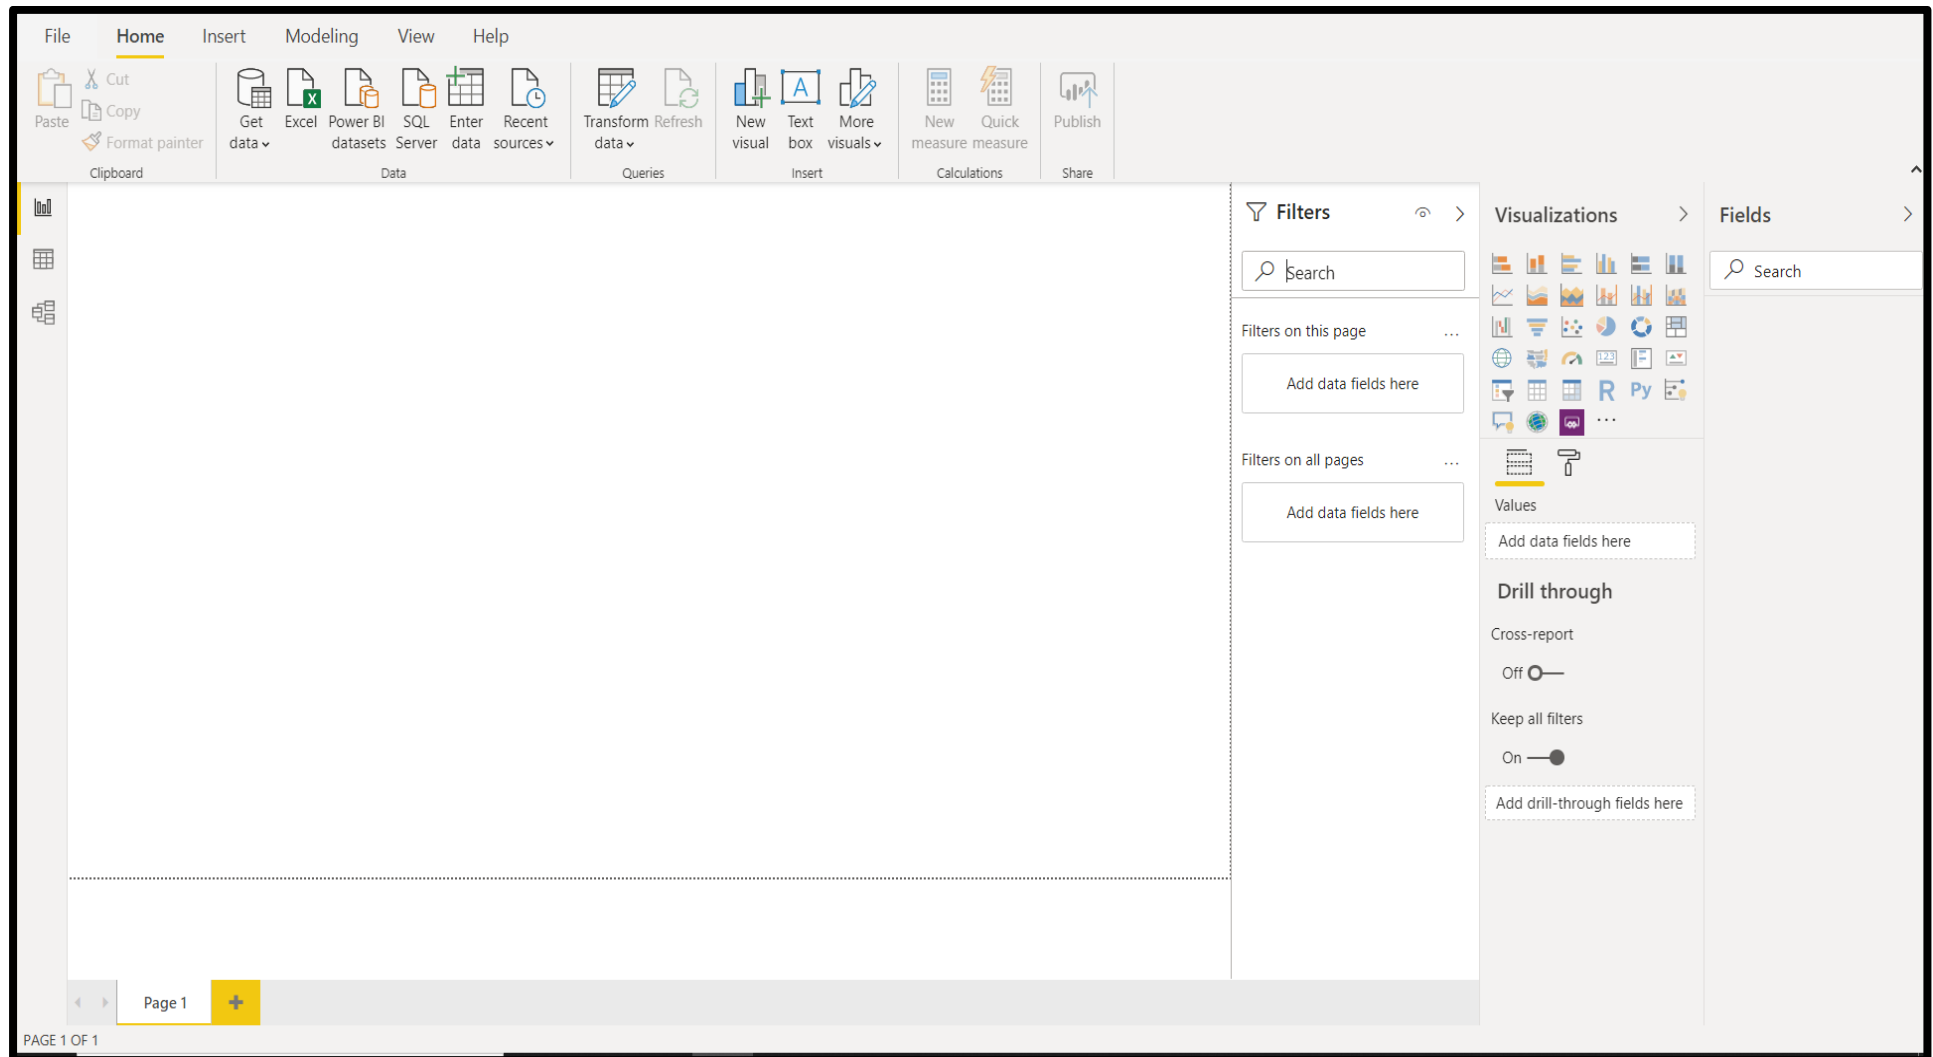 File Home Insert Modeling View Help
Paste
Cut
Copy
Format painter
Clipboard
Get data
Excel
Power BI datasets
SQL Server
Enter data
Recent sources
Data
Transform data
Refresh
Queries
New visual
Text box
A
More visuals
Insert
New measure
Quick measure
Calculations
Publish
Share
Filters
Search
Filters on this page ...
Add data fields here
Filters on all pages ...
Add data fields here
Visualizations
123
R Py
...
Values
Add data fields here
Drill through
Cross-report
Off
Keep all filters
On
Add drill-through fields here
Fields
Search
Page 1 +
PAGE 1 OF 1